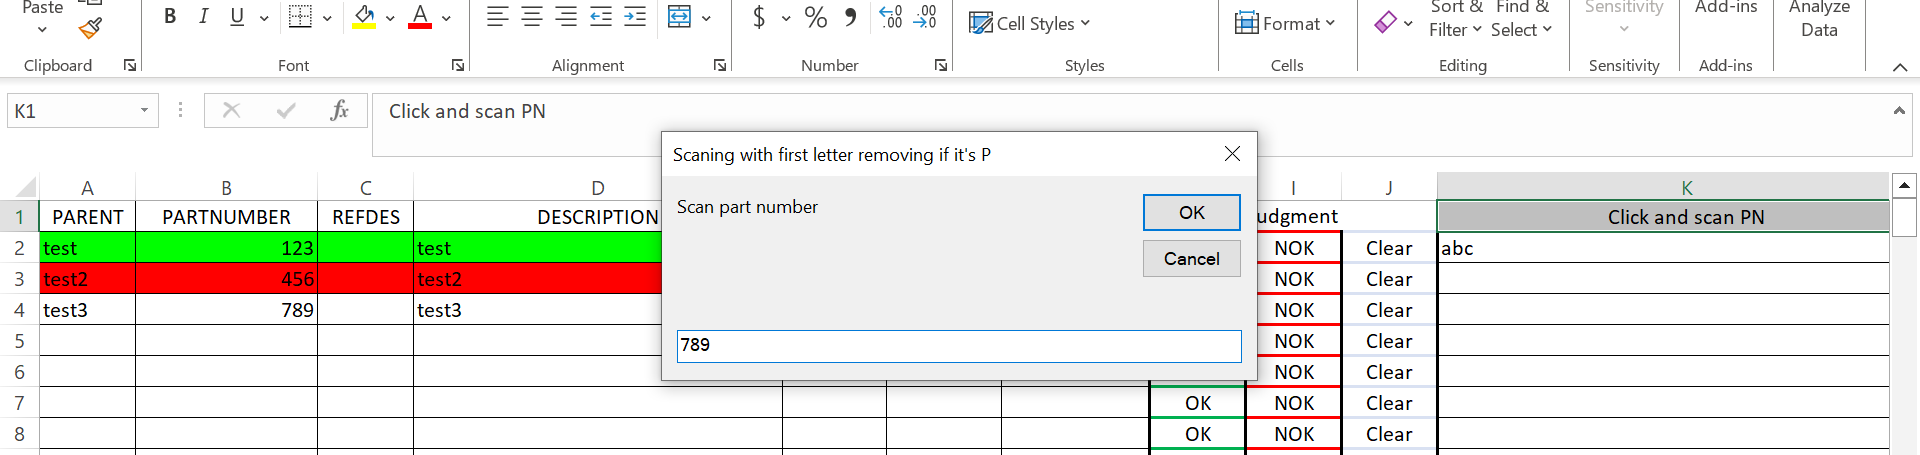 Paste
B I U
$ % , ←0 .00 .00 →0
Cell Styles
Format
Sort & Filter
Find & Select
Sensitivity
Add-ins
Analyze Data
Clipboard Font Alignment Number Styles Cells Editing Sensitivity Add-ins
K1 fx Click and scan PN
Scaning with first letter removing if it's P
Scan part number
OK
Cancel
789
A B C D I J K
1 PARENT PARTNUMBER REFDES DESCRIPTION udgment Click and scan PN
2 test 123 test NOK Clear abc
3 test2 456 test2 NOK Clear
4 test3 789 test3 NOK Clear
5 NOK Clear
6 NOK Clear
7 OK NOK Clear
8 OK NOK Clear